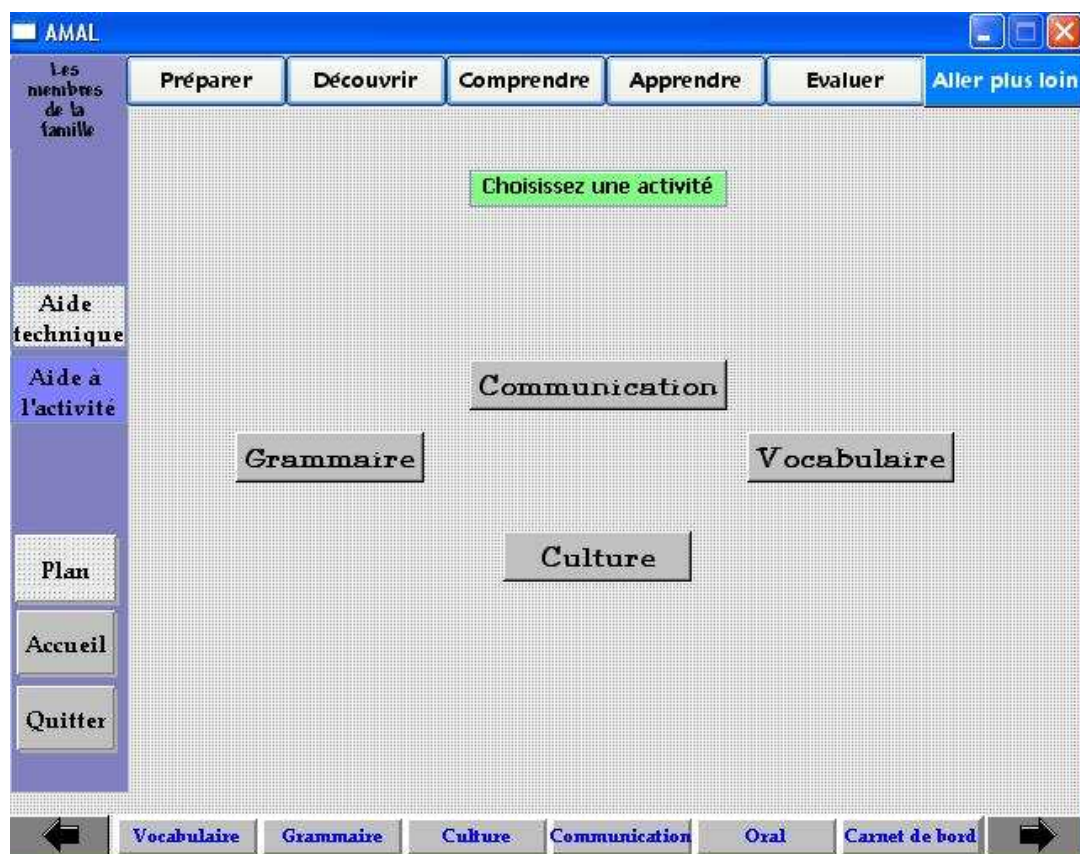 AMAL
Les
membres
de la
famille
Préparer
Découvrir
Comprendre
Apprendre
Evaluer
Aller plus loin
Choisissez une activité
Aide
technique
Aide à
l'activité
Communication
Grammaire
Vocabulaire
Culture
Plan
Accueil
Quitter
Vocabulaire
Grammaire
Culture
Communication
Oral
Carnet de bord